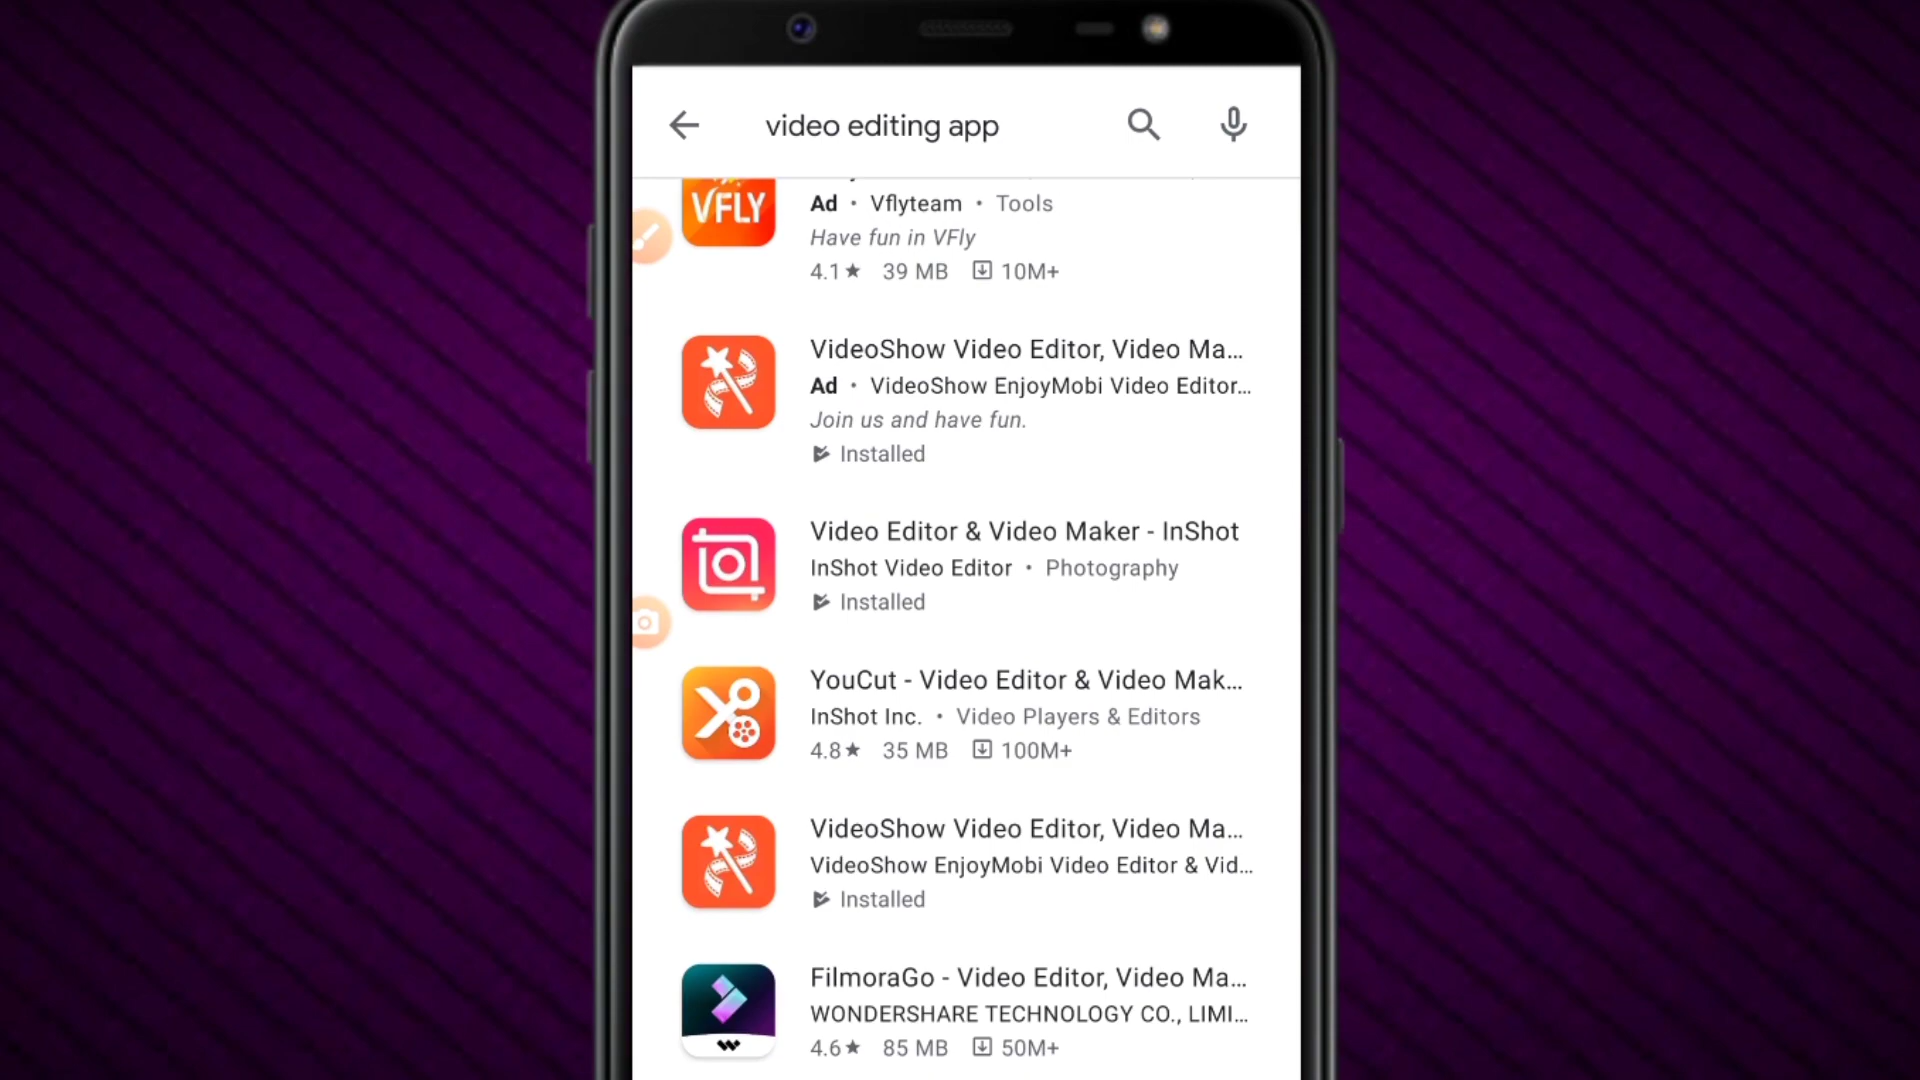 video editing app
VFLY
Ad • Vflyteam • Tools
Have fun in VFly
4.1★ 39 MB 10M+
VideoShow Video Editor, Video Ma...
Ad • VideoShow EnjoyMobi Video Editor...
Join us and have fun.
Installed
Video Editor & Video Maker - InShot
InShot Video Editor • Photography
Installed
YouCut - Video Editor & Video Mak...
InShot Inc. • Video Players & Editors
4.8★ 35 MB 100M+
VideoShow Video Editor, Video Ma...
VideoShow EnjoyMobi Video Editor & Vid...
Installed
FilmoraGo - Video Editor, Video Ma...
WONDERSHARE TECHNOLOGY CO., LIMI...
4.6★ 85 MB 50M+